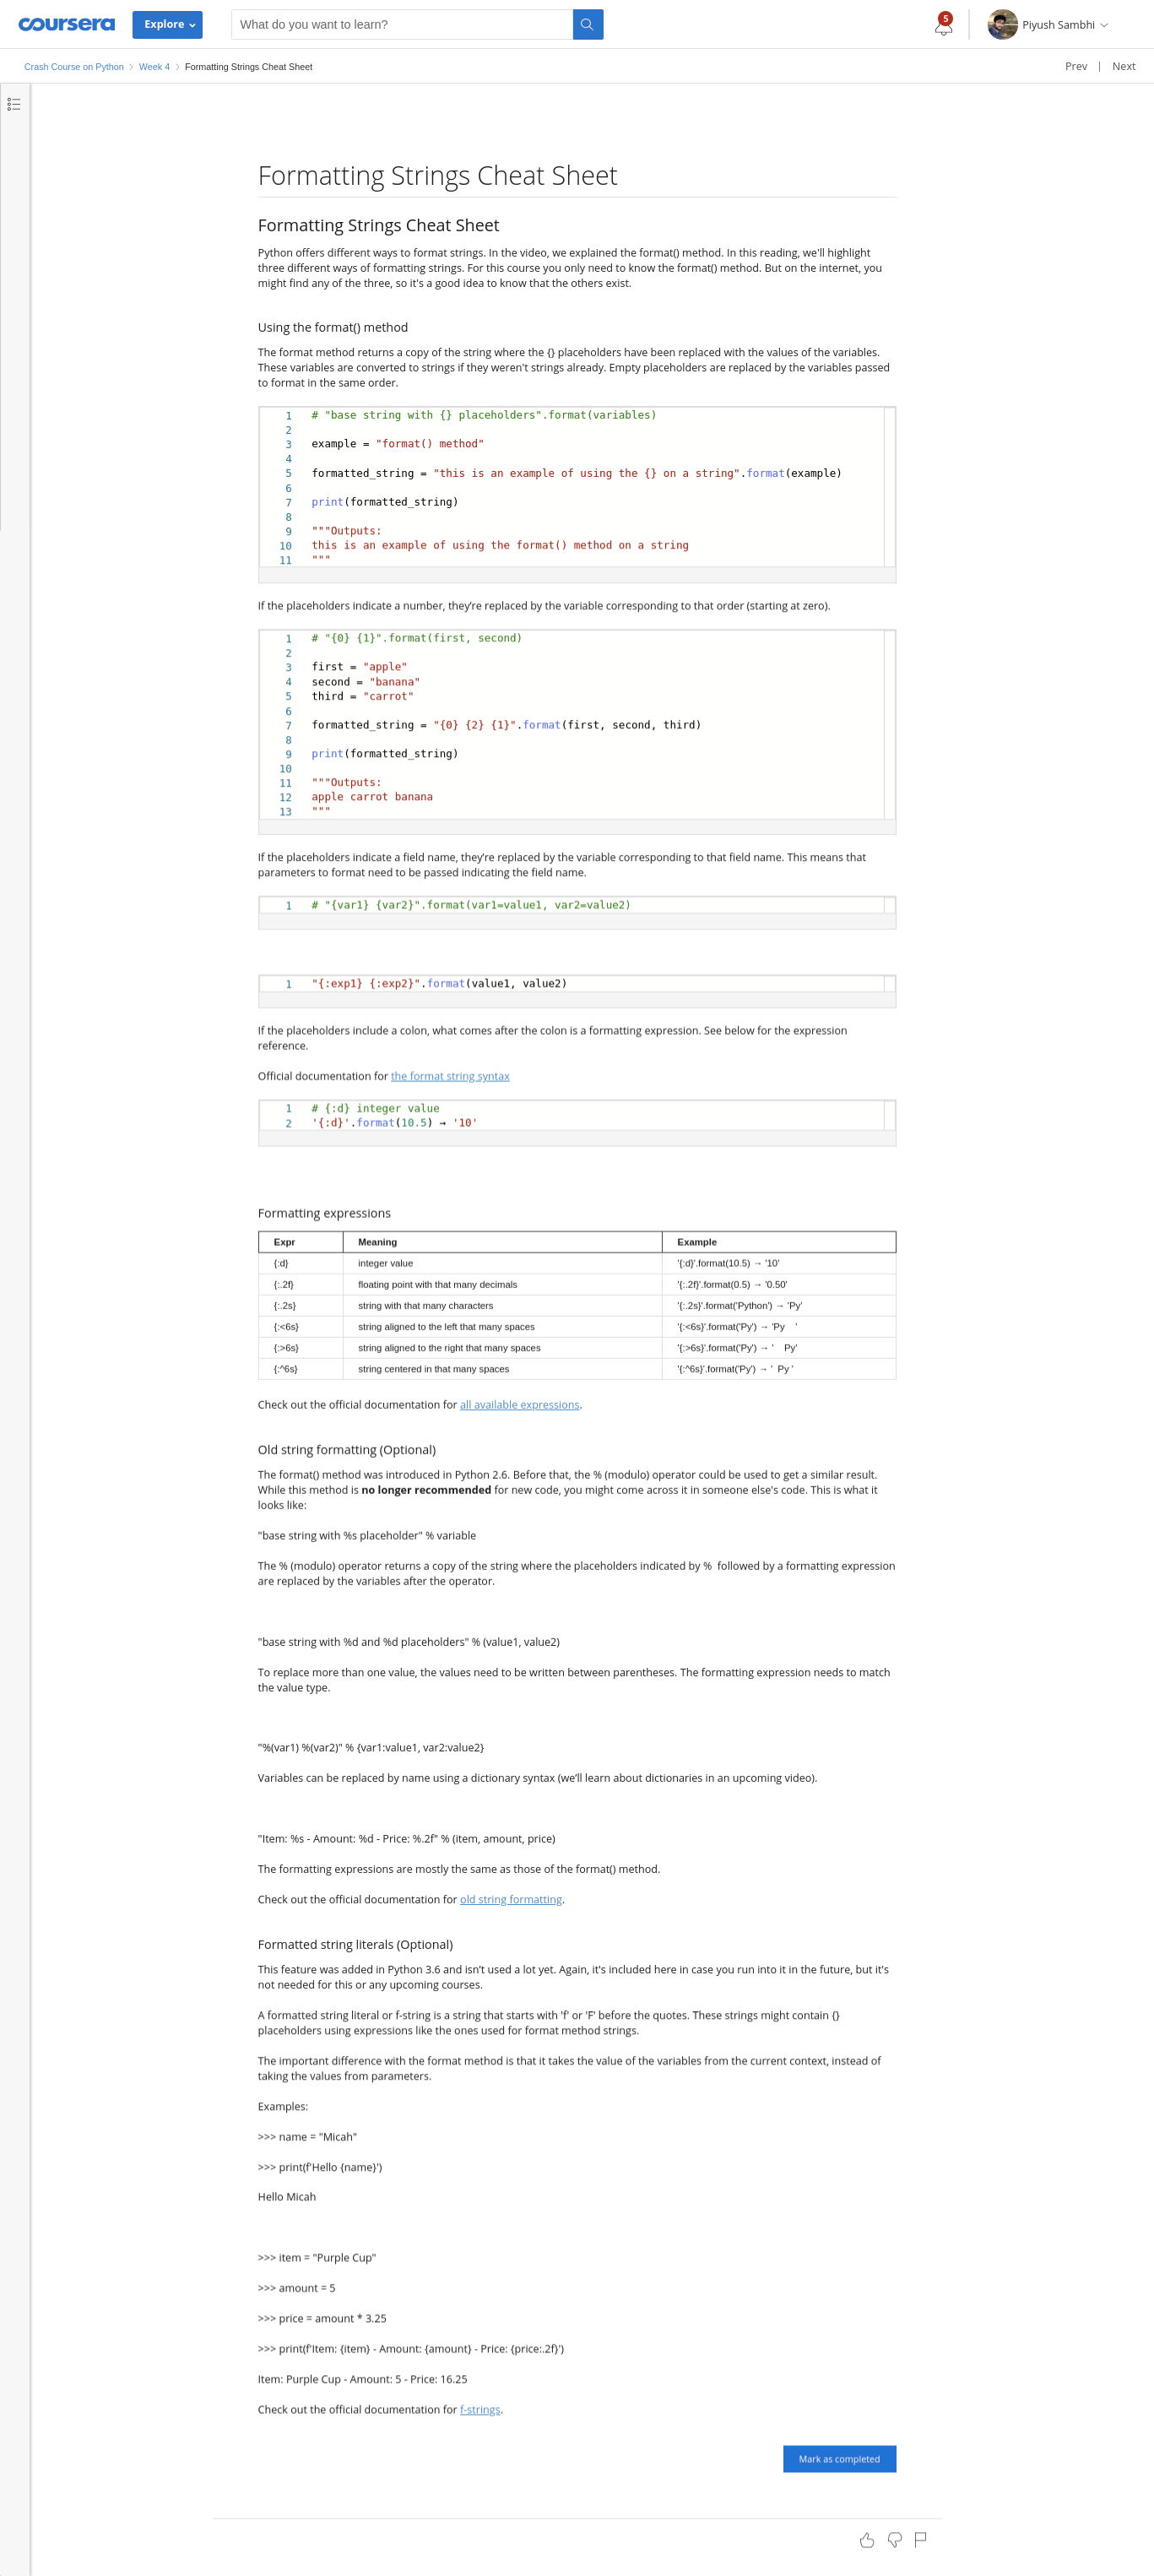 coursera
Explore
What do you want to learn?
5
Piyush Sambhi
Crash Course on Python > Week 4 > Formatting Strings Cheat Sheet
Prev | Next
Formatting Strings Cheat Sheet
Formatting Strings Cheat Sheet
Python offers different ways to format strings. In the video, we explained the format() method. In this reading, we'll highlight
three different ways of formatting strings. For this course you only need to know the format() method. But on the internet, you
might find any of the three, so it's a good idea to know that the others exist.
Using the format() method
The format method returns a copy of the string where the {} placeholders have been replaced with the values of the variables.
These variables are converted to strings if they weren't strings already. Empty placeholders are replaced by the variables passed
to format in the same order.
1 # "base string with {} placeholders".format(variables)
2
3 example = "format() method"
4
5 formatted_string = "this is an example of using the {} on a string".format(example)
6
7 print(formatted_string)
8
9 """Outputs:
10 this is an example of using the format() method on a string
11 """
If the placeholders indicate a number, they’re replaced by the variable corresponding to that order (starting at zero).
1 # "{0} {1}".format(first, second)
2
3 first = "apple"
4 second = "banana"
5 third = "carrot"
6
7 formatted_string = "{0} {2} {1}".format(first, second, third)
8
9 print(formatted_string)
10
11 """Outputs:
12 apple carrot banana
13 """
If the placeholders indicate a field name, they’re replaced by the variable corresponding to that field name. This means that
parameters to format need to be passed indicating the field name.
1 # "{var1} {var2}".format(var1=value1, var2=value2)
1 "{:exp1} {:exp2}".format(value1, value2)
If the placeholders include a colon, what comes after the colon is a formatting expression. See below for the expression
reference.
Official documentation for the format string syntax
1 # {:d} integer value
2 '{:d}'.format(10.5) → '10'
Formatting expressions
Expr Meaning Example
{:d} integer value '{:d}'.format(10.5) → '10'
{:.2f} floating point with that many decimals '{:.2f}'.format(0.5) → '0.50'
{:.2s} string with that many characters '{:.2s}'.format('Python') → 'Py'
{:<6s} string aligned to the left that many spaces '{:<6s}'.format('Py') → 'Py    '
{:>6s} string aligned to the right that many spaces '{:>6s}'.format('Py') → '    Py'
{:^6s} string centered in that many spaces '{:^6s}'.format('Py') → '  Py '
Check out the official documentation for all available expressions.
Old string formatting (Optional)
The format() method was introduced in Python 2.6. Before that, the % (modulo) operator could be used to get a similar result.
While this method is no longer recommended for new code, you might come across it in someone else's code. This is what it
looks like:
"base string with %s placeholder" % variable
The % (modulo) operator returns a copy of the string where the placeholders indicated by %  followed by a formatting expression
are replaced by the variables after the operator.
"base string with %d and %d placeholders" % (value1, value2)
To replace more than one value, the values need to be written between parentheses. The formatting expression needs to match
the value type.
"%(var1) %(var2)" % {var1:value1, var2:value2}
Variables can be replaced by name using a dictionary syntax (we’ll learn about dictionaries in an upcoming video).
"Item: %s - Amount: %d - Price: %.2f" % (item, amount, price)
The formatting expressions are mostly the same as those of the format() method.
Check out the official documentation for old string formatting.
Formatted string literals (Optional)
This feature was added in Python 3.6 and isn’t used a lot yet. Again, it's included here in case you run into it in the future, but it's
not needed for this or any upcoming courses.
A formatted string literal or f-string is a string that starts with 'f' or 'F' before the quotes. These strings might contain {}
placeholders using expressions like the ones used for format method strings.
The important difference with the format method is that it takes the value of the variables from the current context, instead of
taking the values from parameters.
Examples:
>>> name = "Micah"
>>> print(f'Hello {name}')
Hello Micah
>>> item = "Purple Cup"
>>> amount = 5
>>> price = amount * 3.25
>>> print(f'Item: {item} - Amount: {amount} - Price: {price:.2f}')
Item: Purple Cup - Amount: 5 - Price: 16.25
Check out the official documentation for f-strings.
Mark as completed